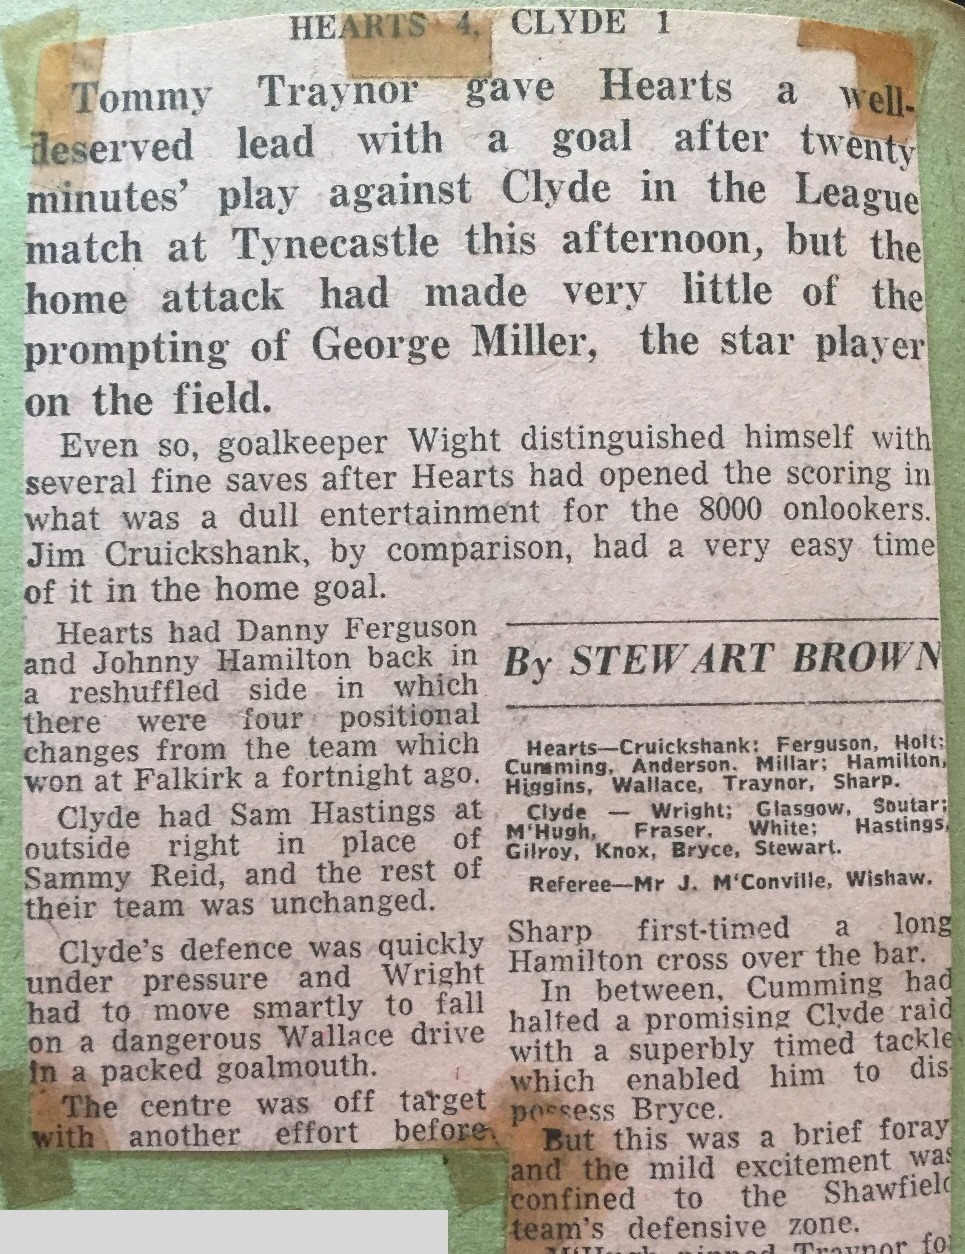 HEARTS 4, CLYDE 1
Tommy Traynor gave Hearts a well-
deserved lead with a goal after twenty
minutes' play against Clyde in the League
match at Tynecastle this afternoon, but the
home attack had made very little of the
prompting of George Miller, the star player
on the field.
Even so, goalkeeper Wight distinguished himself with
several fine saves after Hearts had opened the scoring in
what was a dull entertainment for the 8000 onlookers.
Jim Cruickshank, by comparison, had a very easy time
of it in the home goal.
Hearts had Danny Ferguson
and Johnny Hamilton back in
a reshuffled side in which
there were four positional
changes from the team which
won at Falkirk a fortnight ago.
Clyde had Sam Hastings at
outside right in place of
Sammy Reid, and the rest of
their team was unchanged.
Clyde's defence was quickly
under pressure and Wright
had to move smartly to fall
on a dangerous Wallace drive
in a packed goalmouth.
The centre was off target
with another effort before
By STEWART BROWN
Hearts—Cruickshank; Ferguson, Holt;
Cumming, Anderson. Millar; Hamilton,
Higgins, Wallace, Traynor, Sharp.
Clyde — Wright; Glasgow, Soutar;
M'Hugh, Fraser, White; Hastings,
Gilroy, Knox, Bryce, Stewart.
Referee—Mr J. M'Conville, Wishaw.
Sharp first-timed a long
Hamilton cross over the bar.
In between, Cumming had
halted a promising Clyde raid
with a superbly timed tackle
which enabled him to dis-
possess Bryce.
But this was a brief foray
and the mild excitement was
confined to the Shawfield
team's defensive zone.
M'Hugh Traynor for